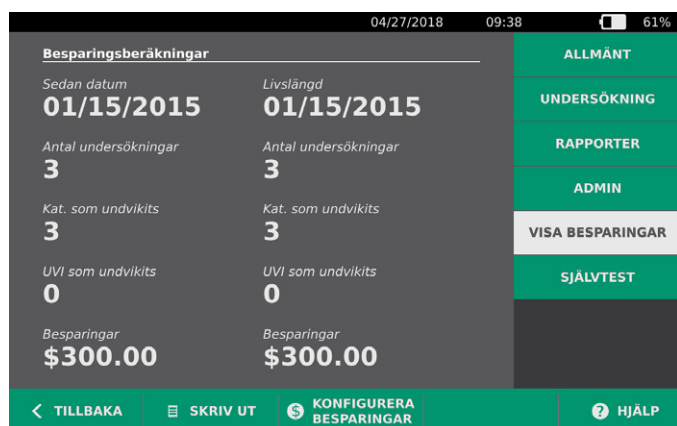 04/27/2018 09:38 61%
Besparingsberäkningar
Sedan datum Livslängd
01/15/2015 01/15/2015
Antal undersökningar Antal undersökningar
3 3
Kat. som undvikits Kat. som undvikits
3 3
UVI som undvikits UVI som undvikits
0 0
Besparingar Besparingar
$300.00 $300.00
ALLMÄNT
UNDERSÖKNING
RAPPORTER
ADMIN
VISA BESPARINGAR
SJÄLVTEST
TILLBAKA SKRIV UT $ KONFIGURERA
BESPARINGAR
? HJÄLP